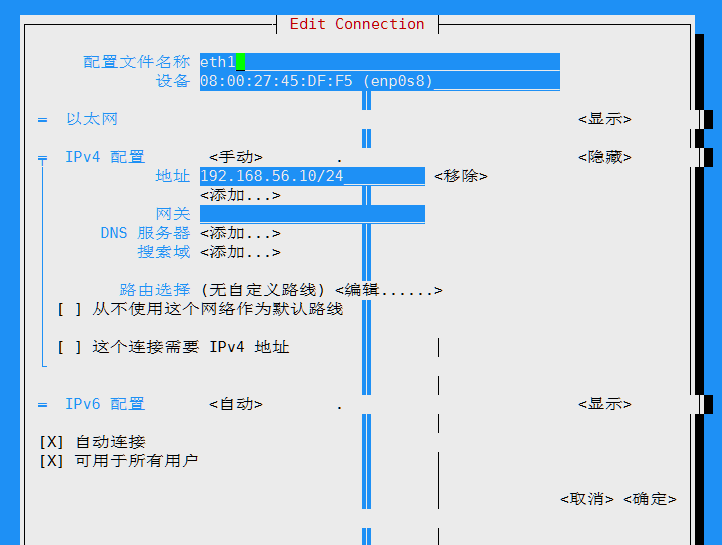 Edit Connection
配置文件名称 eth1
设备 08:00:27:45:DF:F5 (enp0s8)
= 以太网 <显示>
= IPv4 配置 <手动> <隐藏>
地址 192.168.56.10/24 <移除>
<添加...>
网关
DNS 服务器 <添加...>
搜索域 <添加...>
路由选择 (无自定义路线) <编辑......>
[ ] 从不使用这个网络作为默认路线
[ ] 这个连接需要 IPv4 地址
= IPv6 配置 <自动> <显示>
[X] 自动连接
[X] 可用于所有用户
<取消> <确定>